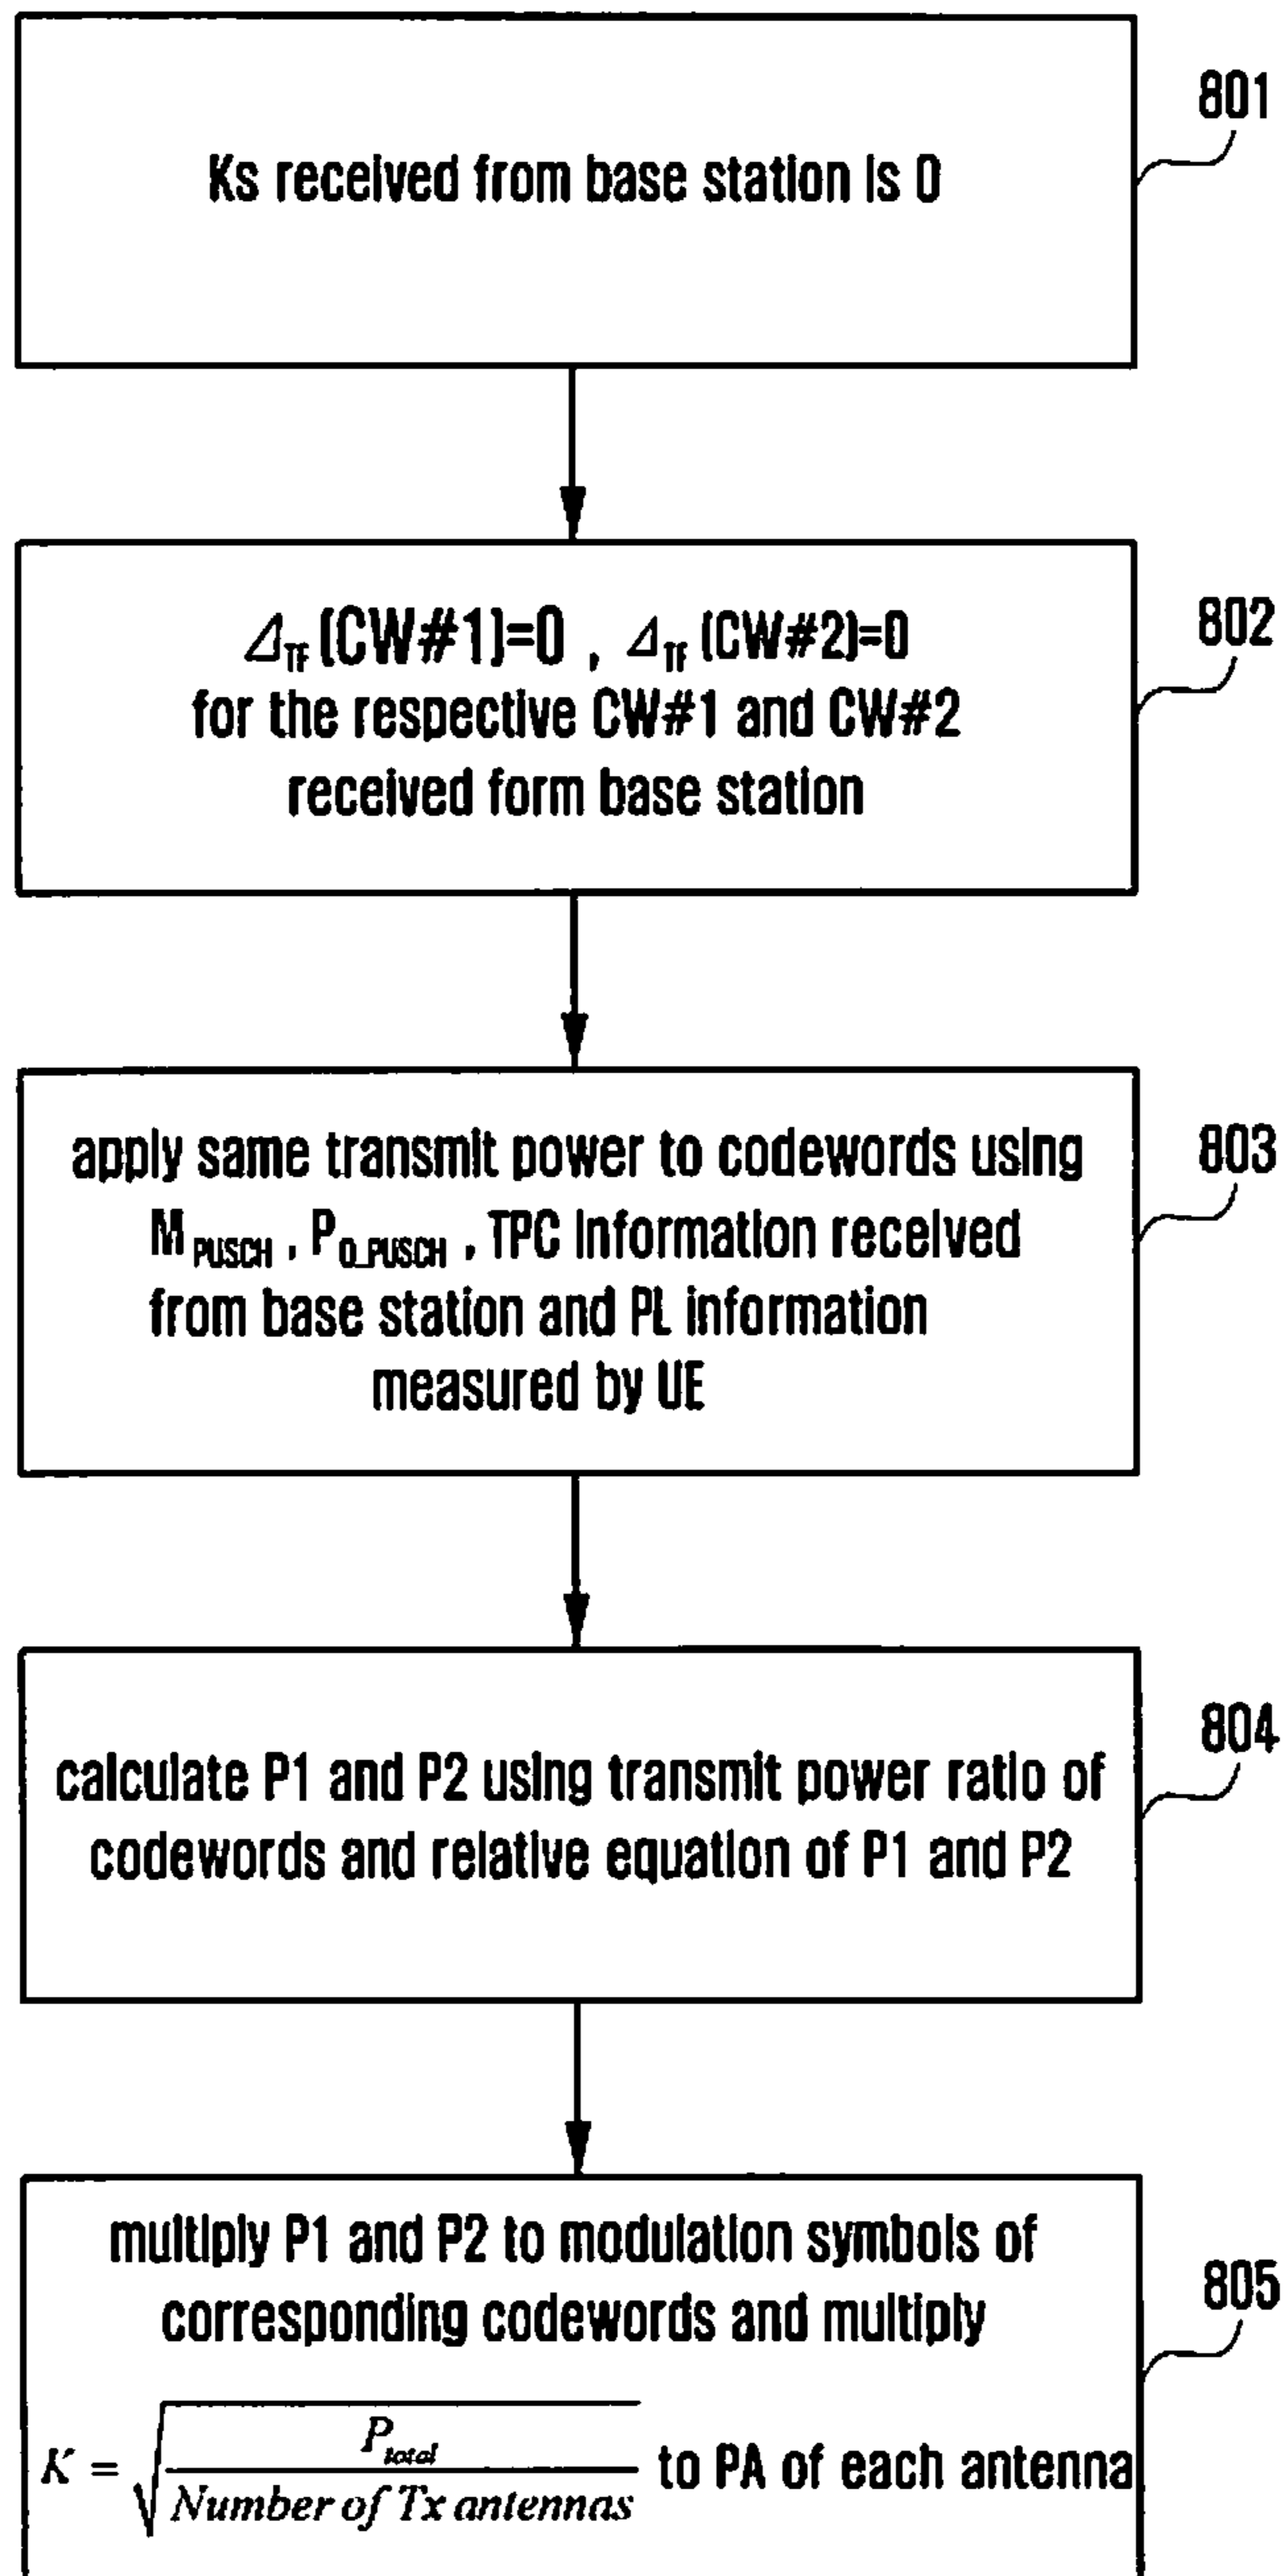 801
Ks received from base station is 0
802
Δ_TF (CW#1)=0 , Δ_TF (CW#2)=0
for the respective CW#1 and CW#2
received form base station
803
apply same transmit power to codewords using
M_PUSCH , P_0_PUSCH , TPC information received
from base station and PL information
measured by UE
804
calculate P1 and P2 using transmit power ratio of
codewords and relative equation of P1 and P2
805
multiply P1 and P2 to modulation symbols of
corresponding codewords and multiply
K = √(P_total / Number of Tx antennas) to PA of each antenna